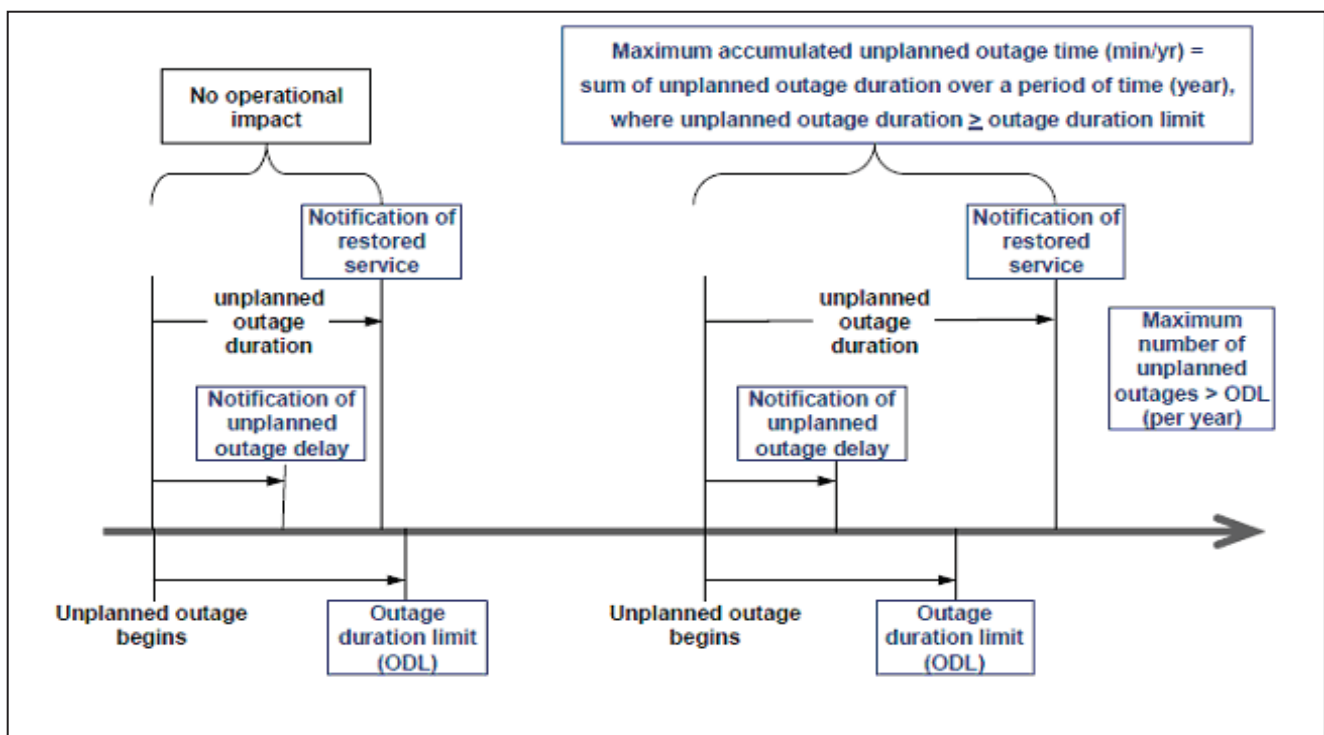 No operational
impact
Maximum accumulated unplanned outage time (min/yr) =
sum of unplanned outage duration over a period of time (year),
where unplanned outage duration ≥ outage duration limit
Notification of
restored
service
unplanned
outage
duration
Notification of
unplanned
outage delay
Unplanned outage
begins
Outage
duration limit
(ODL)
Notification of
restored
service
unplanned
outage
duration
Notification of
unplanned
outage delay
Maximum
number of
unplanned
outages > ODL
(per year)
Unplanned outage
begins
Outage
duration limit
(ODL)